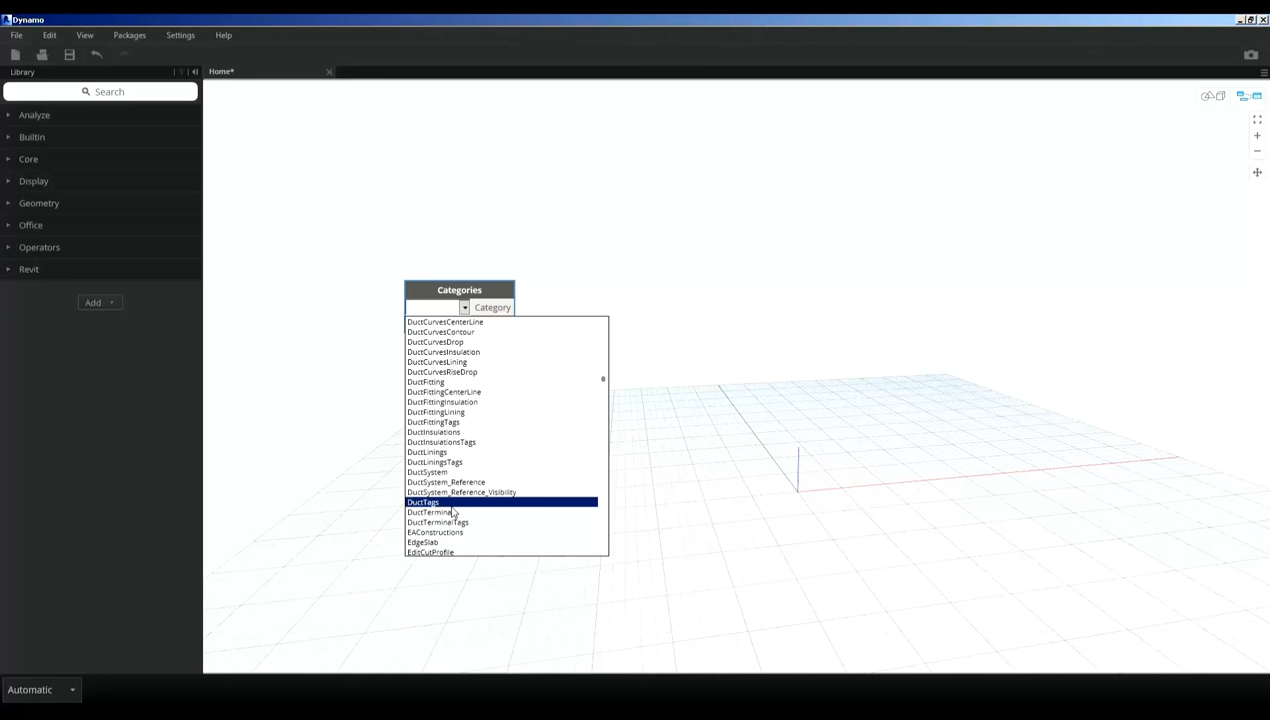 Dynamo
File Edit View Packages Settings Help
Library
Home*
Search
Analyze
BuiltIn
Core
Display
Geometry
Office
Operators
Revit
Add
Categories
Category
DuctCurvesCenterLine
DuctCurvesContour
DuctCurvesDrop
DuctCurvesInsulation
DuctCurvesLining
DuctCurvesRiseDrop
DuctFitting
DuctFittingCenterLine
DuctFittingInsulation
DuctFittingLining
DuctFittingTags
DuctInsulations
DuctInsulationsTags
DuctLinings
DuctLiningsTags
DuctSystem
DuctSystem_Reference
DuctSystem_Reference_Visibility
DuctTags
DuctTerminal
DuctTerminalTags
EAConstructions
EdgeSlab
EditCutProfile
Automatic